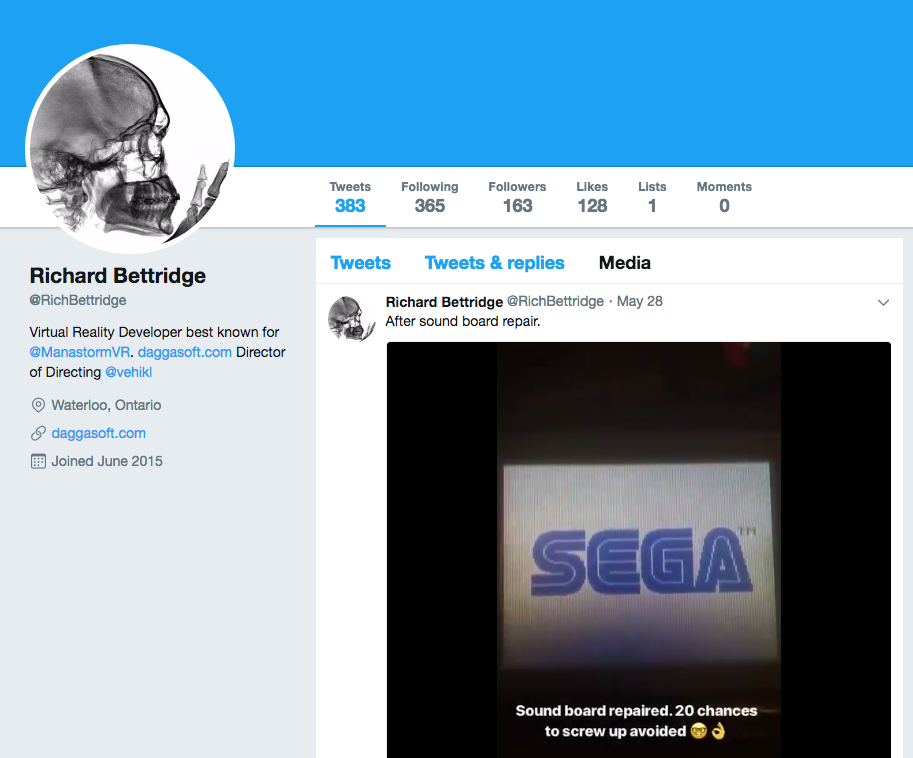 Tweets
383
Following
365
Followers
163
Likes
128
Lists
1
Moments
0
Richard Bettridge
@RichBettridge
Virtual Reality Developer best known for
@ManastormVR. daggasoft.com Director
of Directing @vehikl
Waterloo, Ontario
daggasoft.com
Joined June 2015
Tweets Tweets & replies Media
Richard Bettridge @RichBettridge · May 28
After sound board repair.
SEGA™
Sound board repaired. 20 chances
to screw up avoided 🤓👌